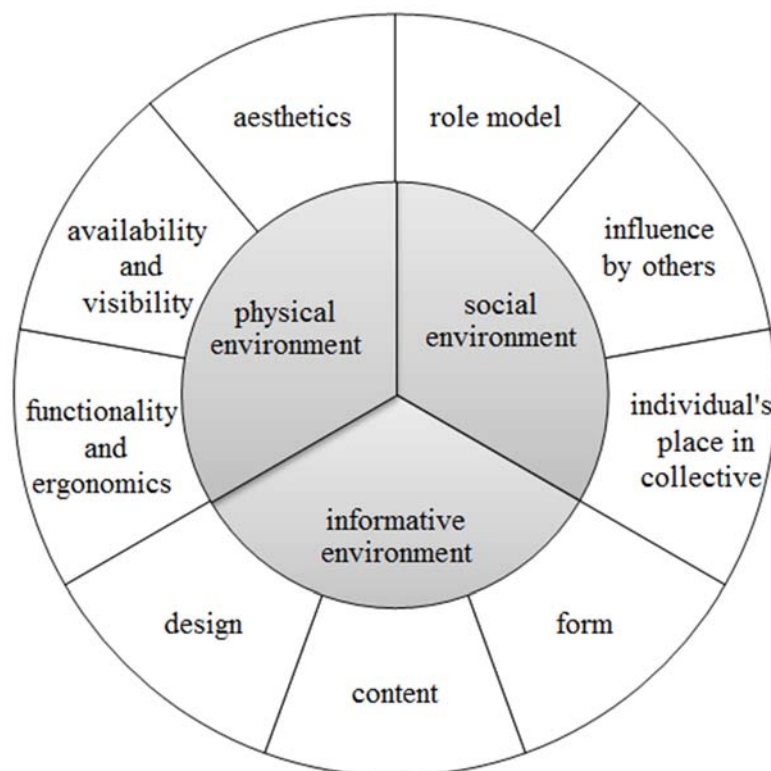 aesthetics
role model
influence
by others
individual's
place in
collective
form
content
design
functionality
and
ergonomics
availability
and
visibility
physical
environment
social
environment
informative
environment